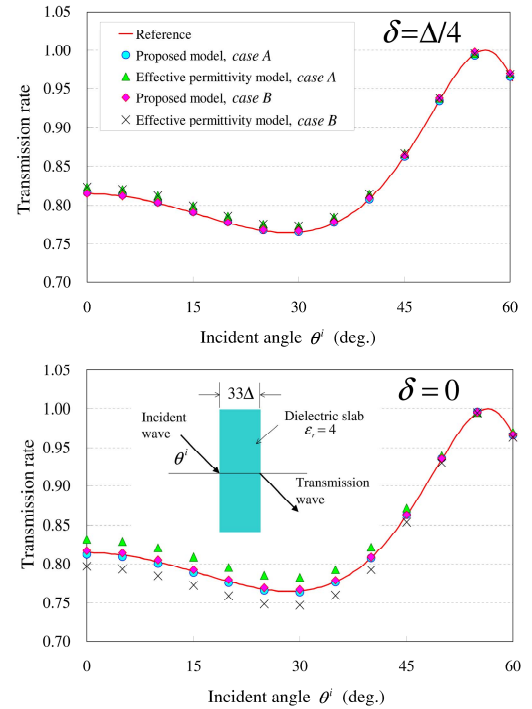 δ=Δ/4
1.05
1.00
0.95
0.90
0.85
0.80
0.75
0.70
Transmission rate
Reference
Proposed model, case A
Effective permittivity model, case A
Proposed model, case B
Effective permittivity model, case B
0 15 30 45 60
Incident angle θ^i (deg.)
δ = 0
1.05
1.00
0.95
0.90
0.85
0.80
0.75
0.70
Transmission rate
33Δ
Incident
wave
θ^i
Dielectric slab
ε_r = 4
Transmission
wave
0 15 30 45 60
Incident angle θ^i (deg.)